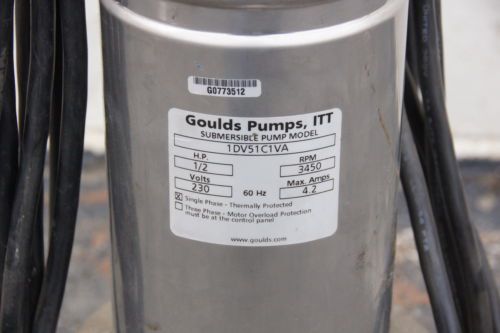 G0773512
Goulds Pumps, ITT
SUBMERSIBLE PUMP MODEL
1DV51C1VA
H.P. RPM
1/2 3450
Volts Max. Amps
230 60 Hz 4.2
Single Phase - Thermally Protected
Three Phase - Motor Overload Protection
must be at the control panel
www.goulds.com